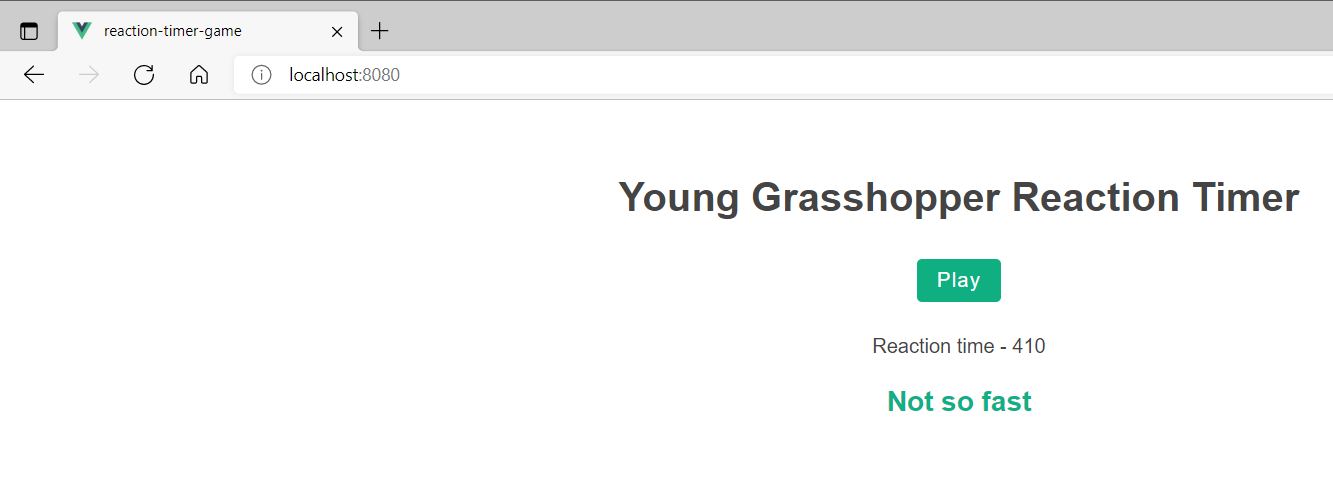 reaction-timer-game
localhost:8080
Young Grasshopper Reaction Timer
Play
Reaction time - 410
Not so fast